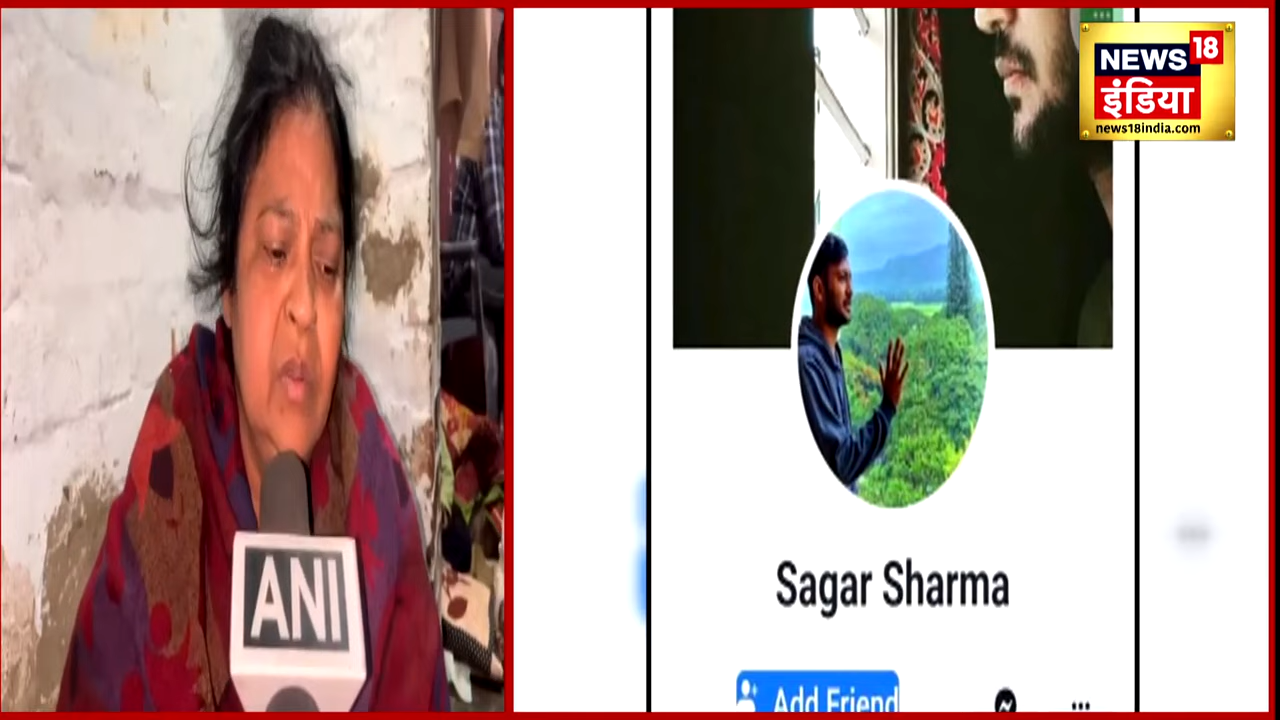 NEWS 18
इंडिया
news18india.com
ANI
Sagar Sharma
Add Friend